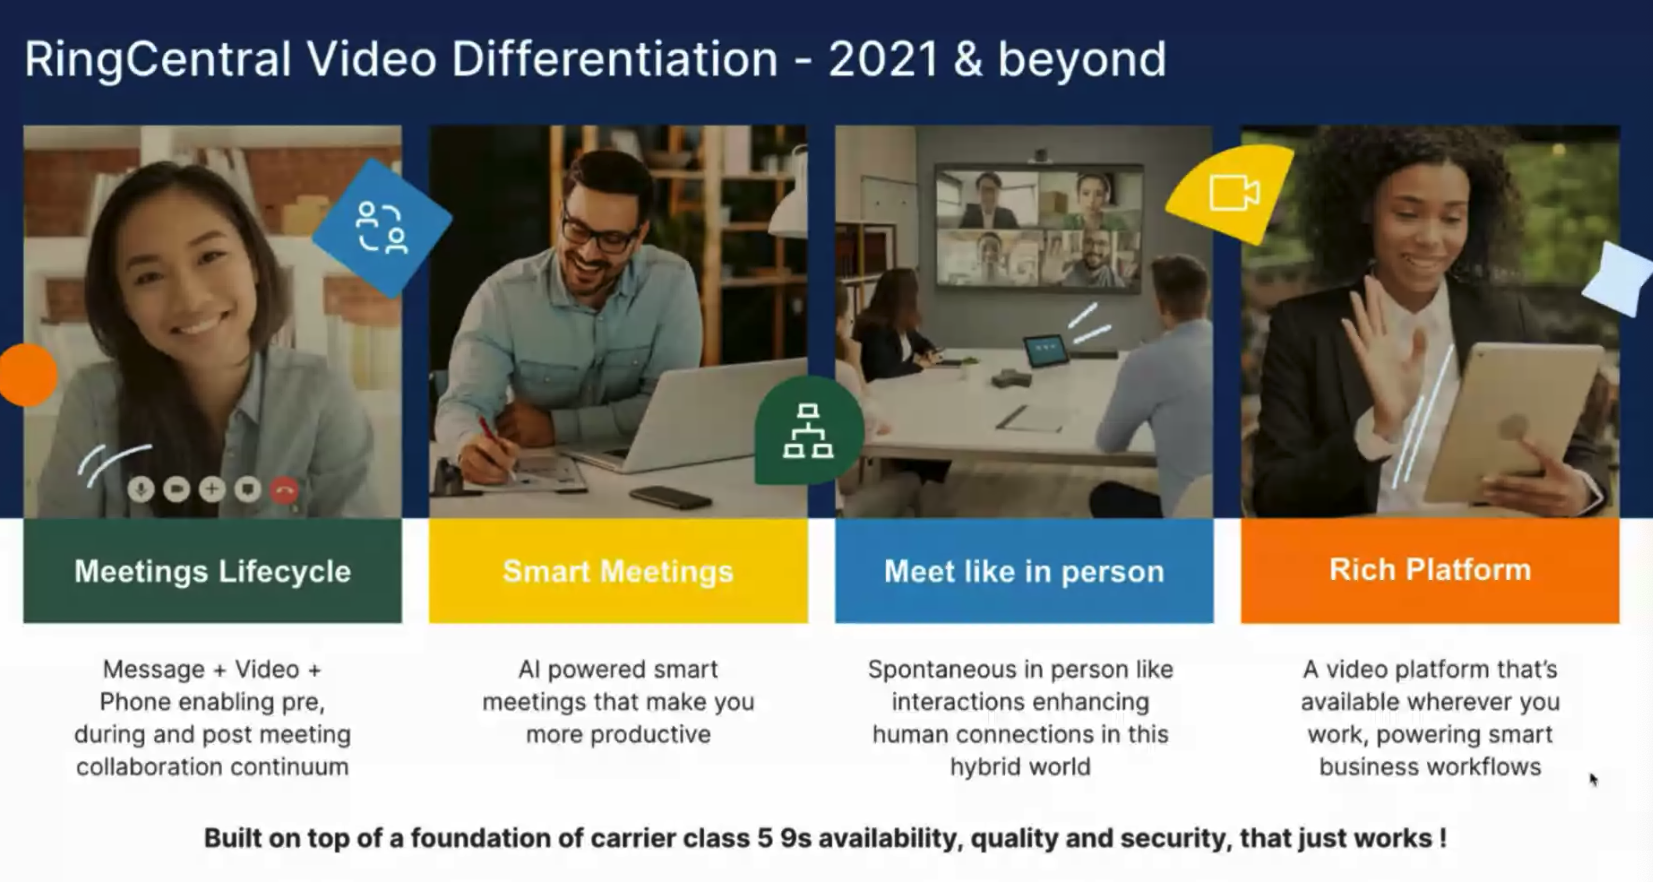 RingCentral Video Differentiation - 2021 & beyond
Meetings Lifecycle
Message + Video +
Phone enabling pre,
during and post meeting
collaboration continuum
Smart Meetings
AI powered smart
meetings that make you
more productive
Meet like in person
Spontaneous in person like
interactions enhancing
human connections in this
hybrid world
Rich Platform
A video platform that's
available wherever you
work, powering smart
business workflows
Built on top of a foundation of carrier class 5 9s availability, quality and security, that just works !